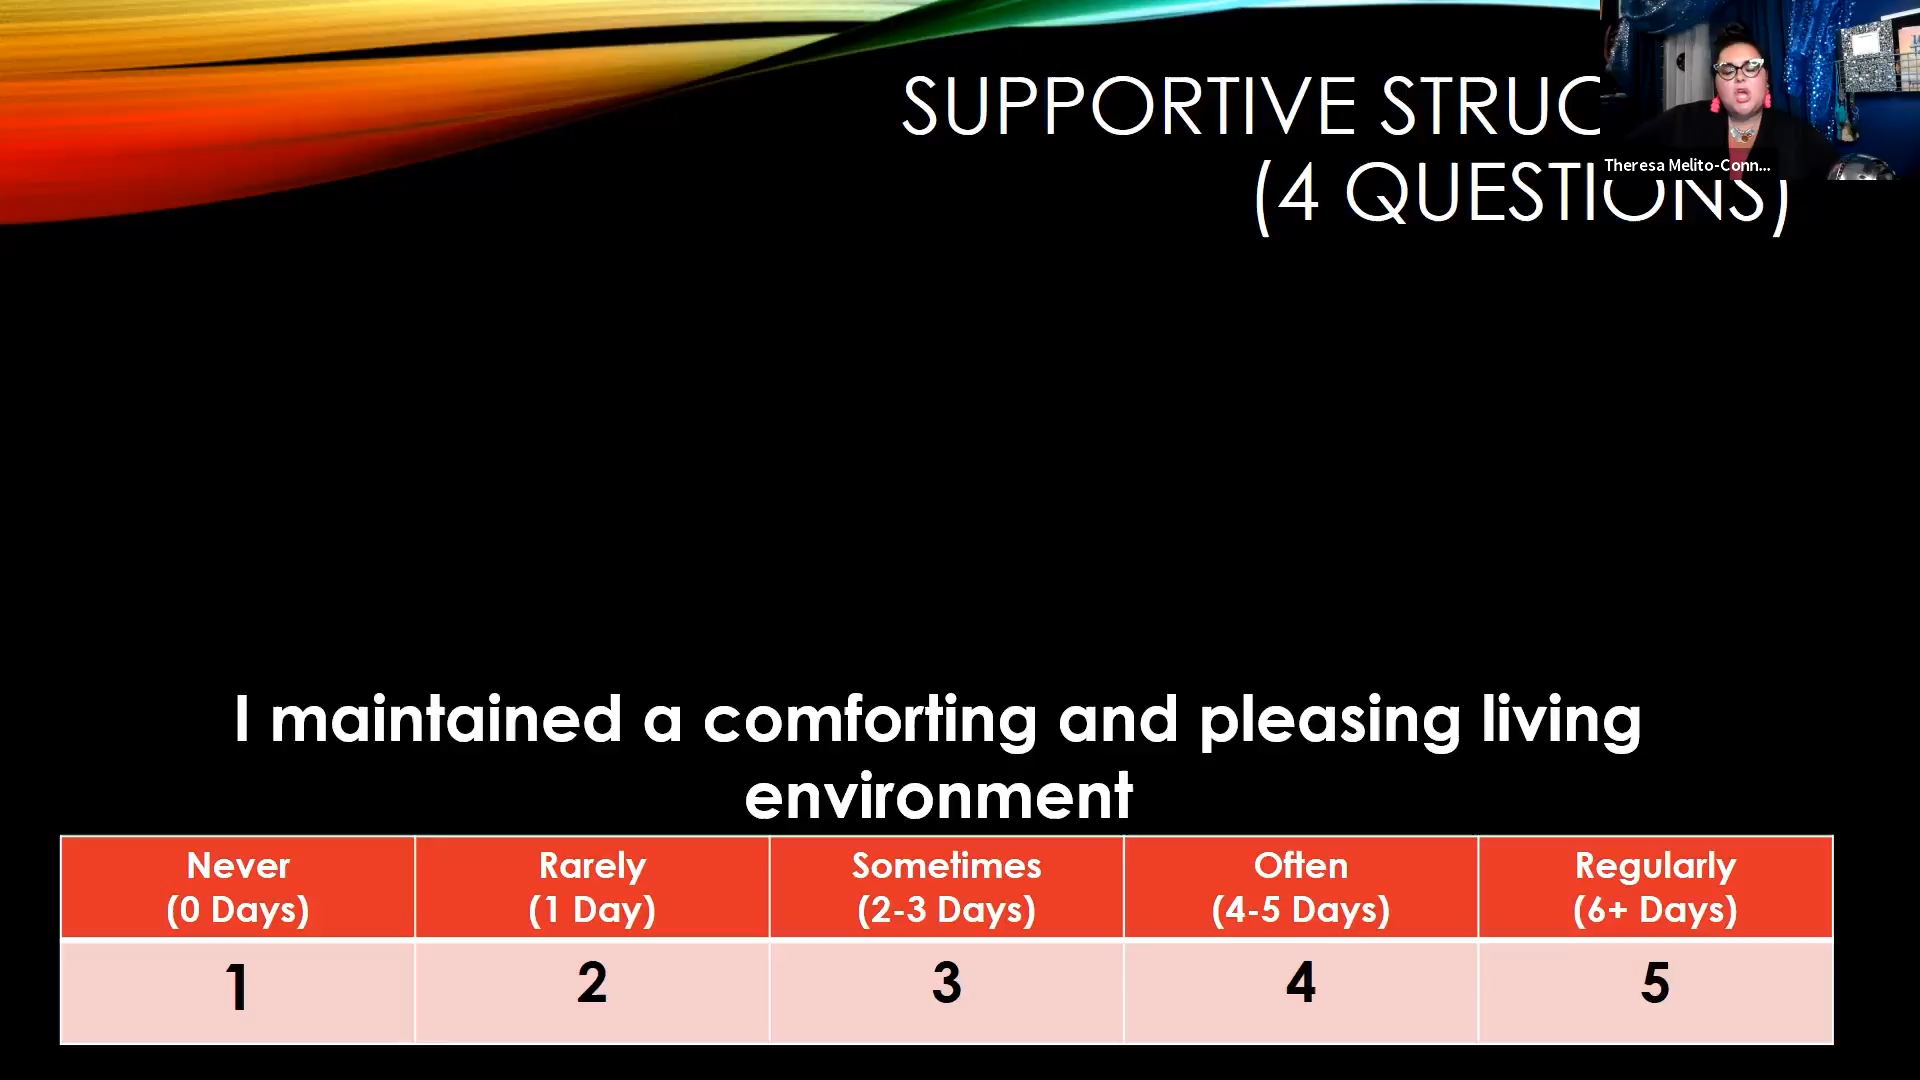 SUPPORTIVE STRUC
(4 QUESTIONS)
Theresa Melito-Conn...
I maintained a comforting and pleasing living
environment
Never
(0 Days)
Rarely
(1 Day)
Sometimes
(2-3 Days)
Often
(4-5 Days)
Regularly
(6+ Days)
1
2
3
4
5